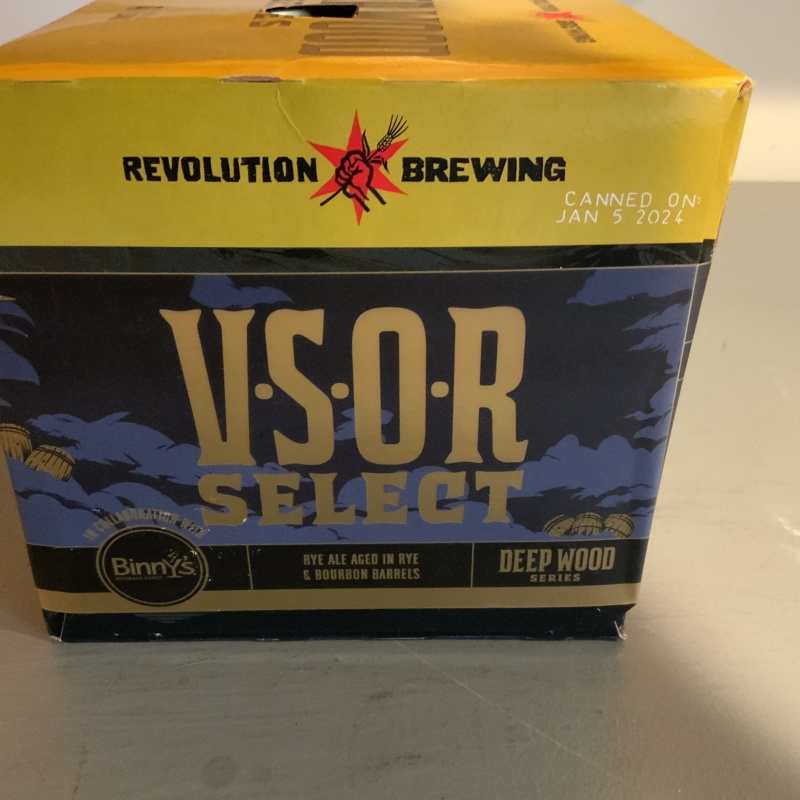 REVOLUTION BREWING
CANNED ON:
JAN 5 2024
V·S·O·R
SELECT
IN COLLABORATION WITH
Binny's
RYE ALE AGED IN RYE
& BOURBON BARRELS
DEEP WOOD
SERIES